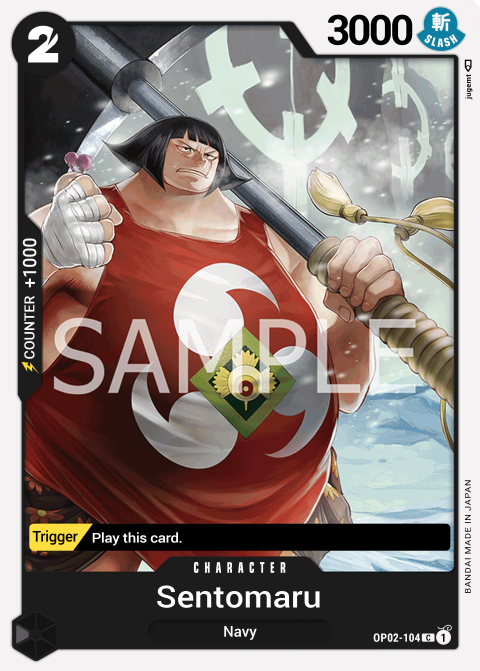 2
3000
斬
SLASH
jugemt
COUNTER +1000
SAMPLE
Trigger Play this card.
CHARACTER
Sentomaru
Navy
OP02-104 C 1
BANDAI MADE IN JAPAN